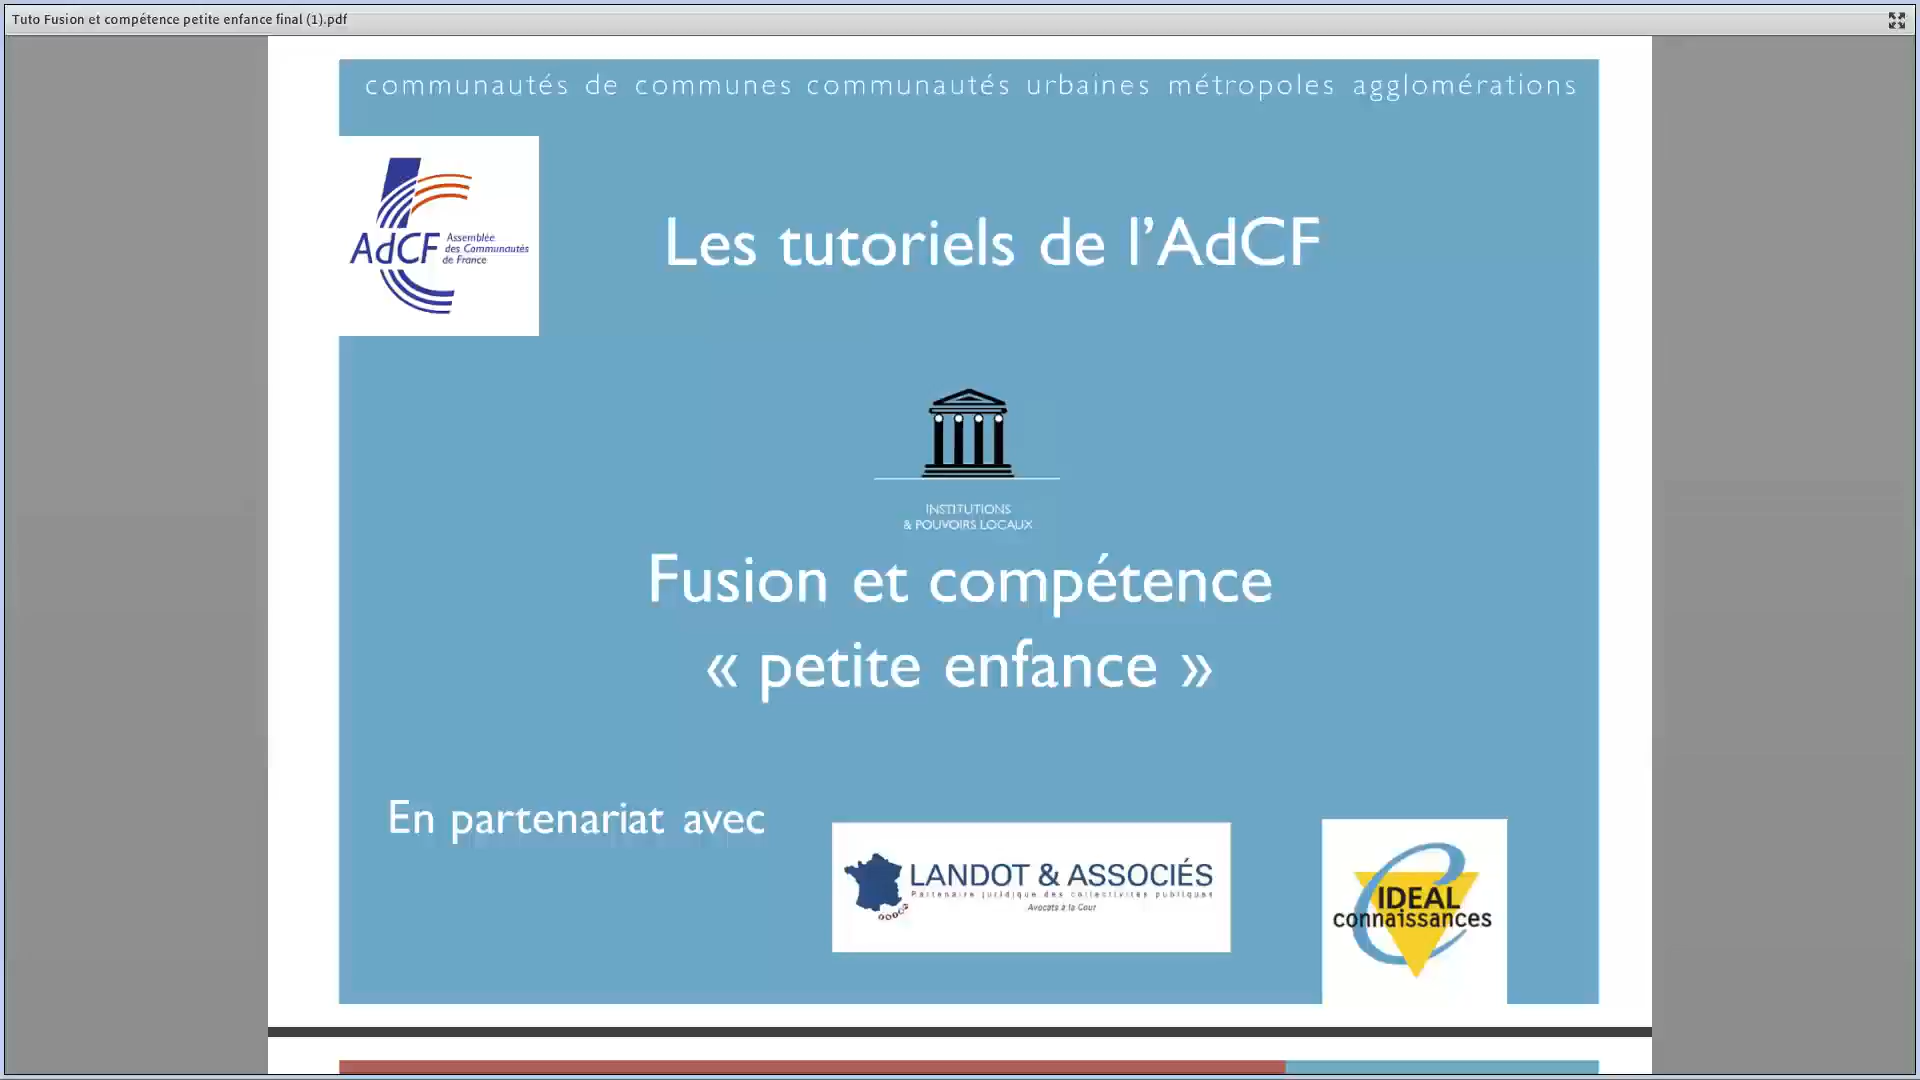 Tuto Fusion et compétence petite enfance final (1).pdf
communautés de communes communautés urbaines métropoles agglomérations
AdCF Assemblée
des Communautés
de France
Les tutoriels de l'AdCF
INSTITUTIONS
& POUVOIRS LOCAUX
Fusion et compétence
« petite enfance »
En partenariat avec
LANDOT & ASSOCIÉS
Partenaire juridique des collectivités publiques
Avocats à la Cour
IDEAL
connaissances